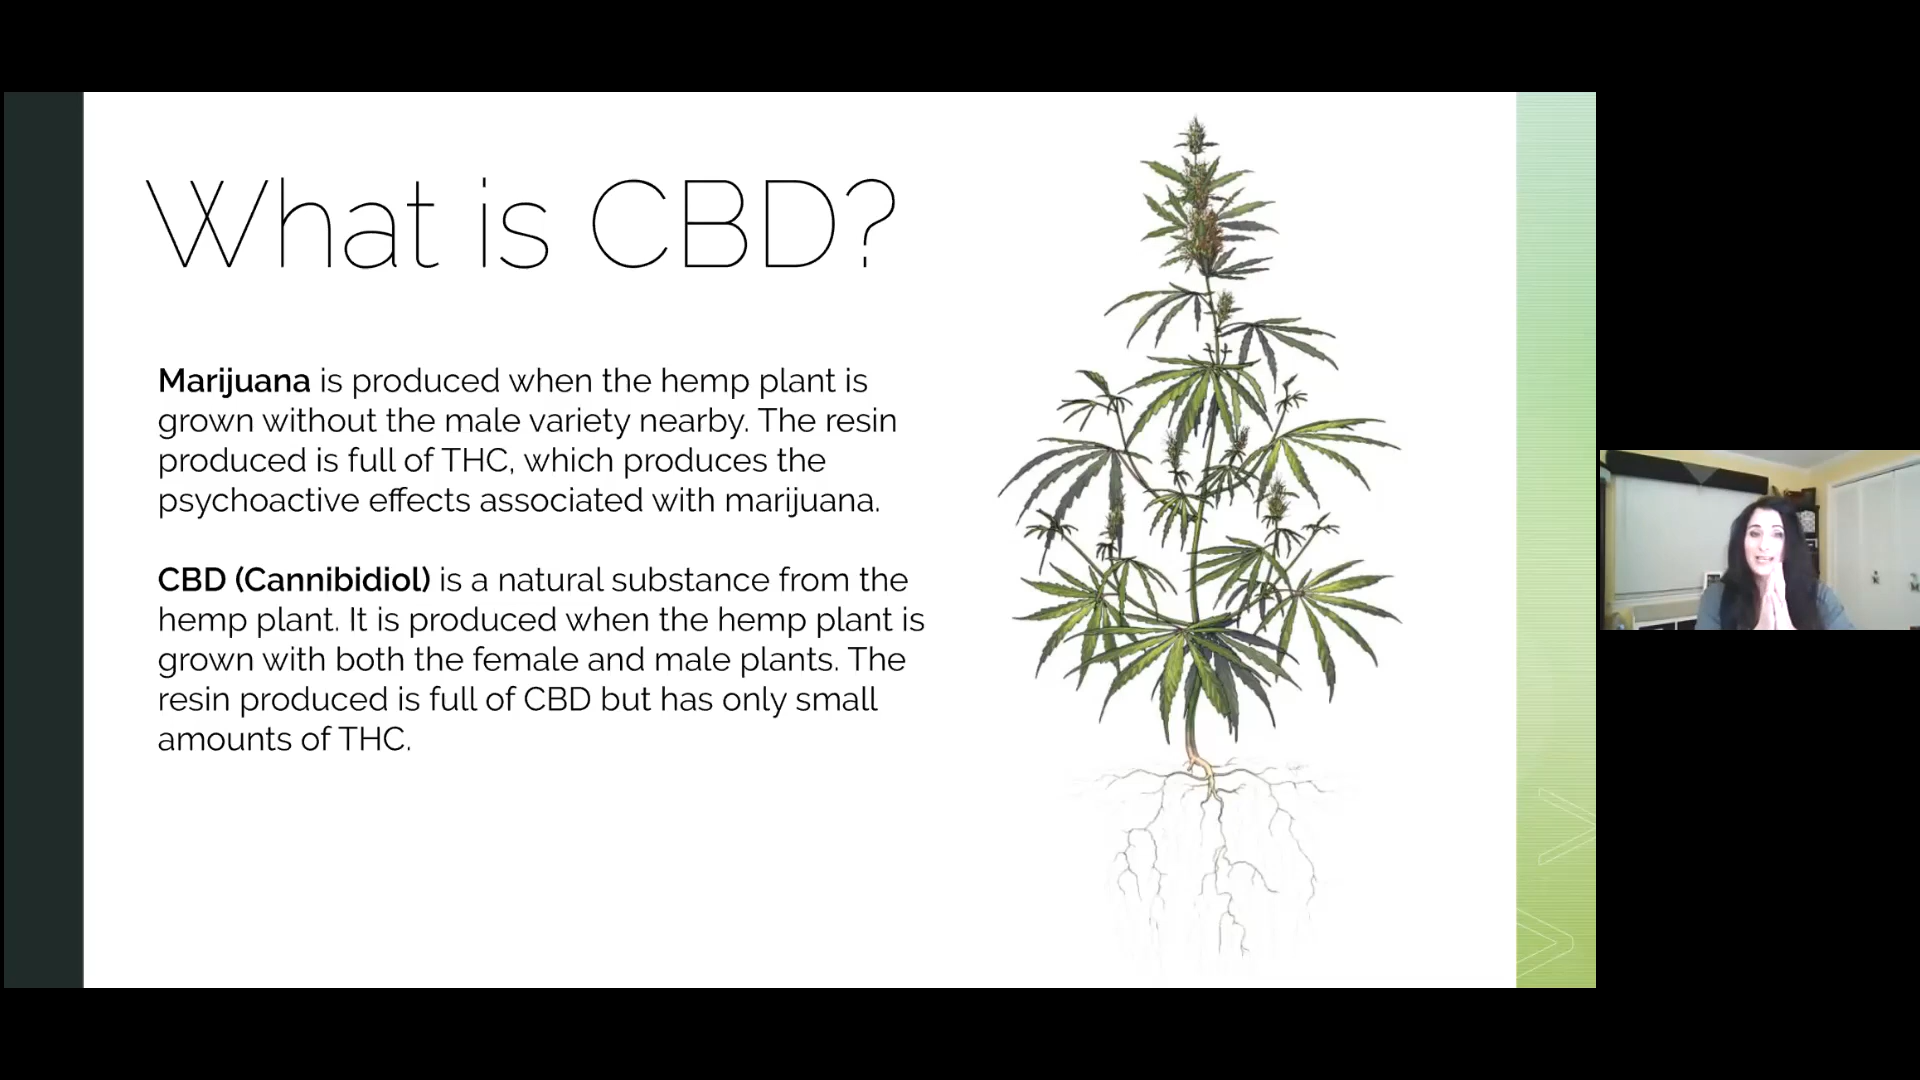 What is CBD?
Marijuana is produced when the hemp plant is
grown without the male variety nearby. The resin
produced is full of THC, which produces the
psychoactive effects associated with marijuana.
CBD (Cannibidiol) is a natural substance from the
hemp plant. It is produced when the hemp plant is
grown with both the female and male plants. The
resin produced is full of CBD but has only small
amounts of THC.